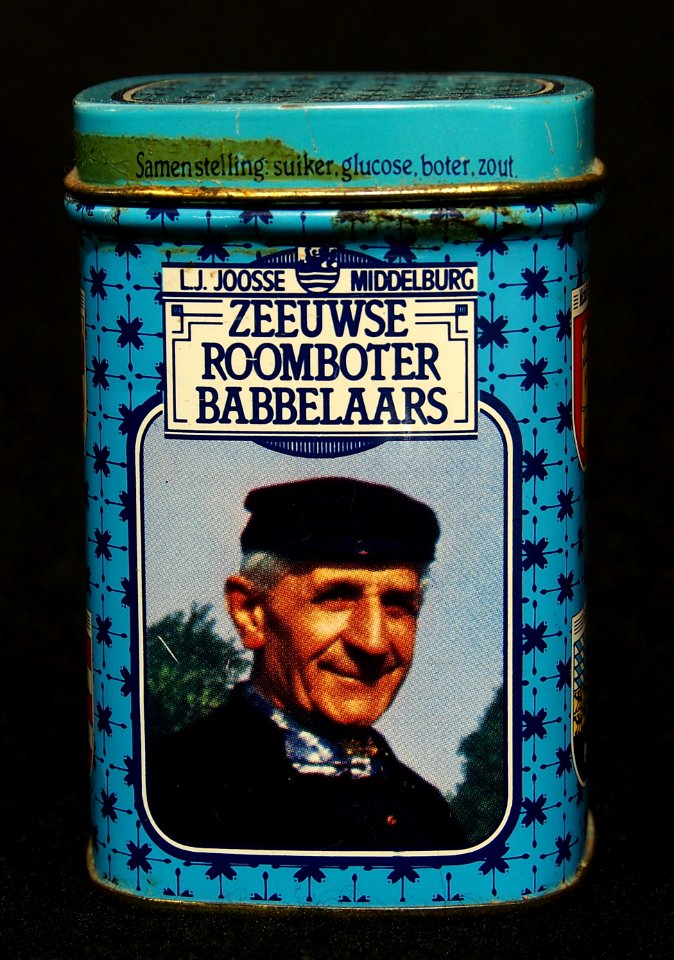 Samenstelling: suiker, glucose, boter, zout.
L.J. JOOSSE MIDDELBURG
ZEEUWSE
ROOMBOTER
BABBELAARS